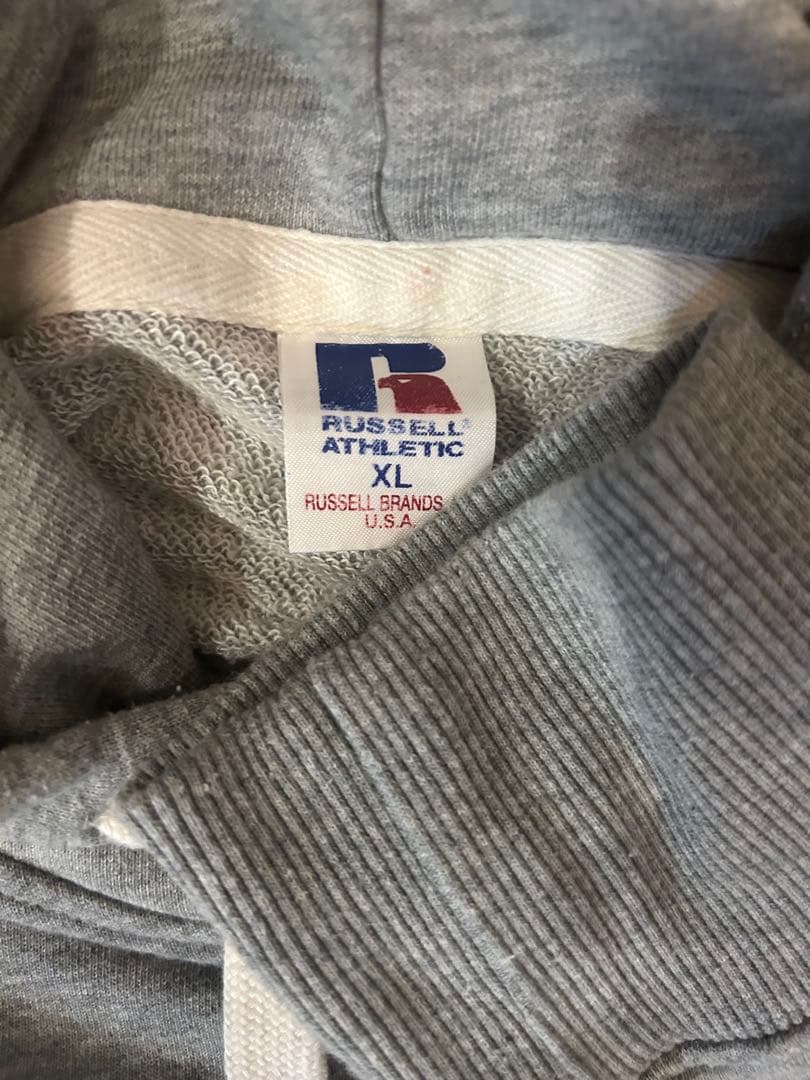 RUSSELL®
ATHLETIC
XL
RUSSELL BRANDS
U.S.A.